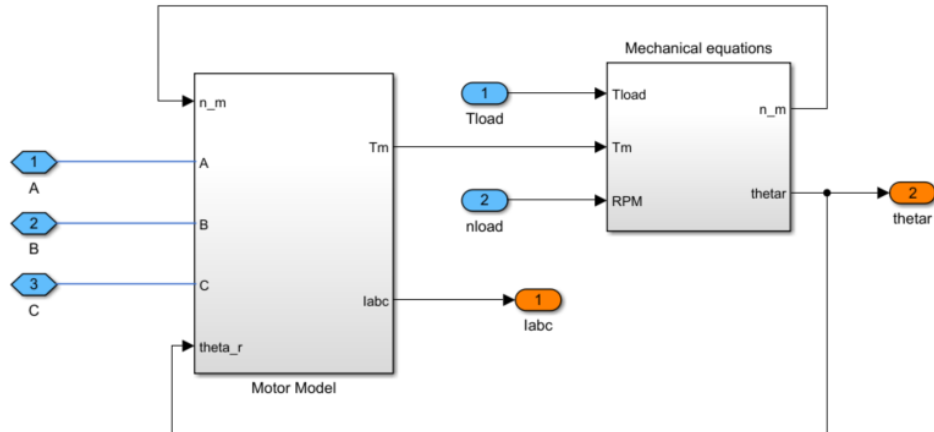 Mechanical equations
n_m
1
Tload
Tload
n_m
Tm
Tm
1
A
A
2
B
B
3
C
C
2
nload
RPM
thetar
2
thetar
Iabc
1
Iabc
theta_r
Motor Model